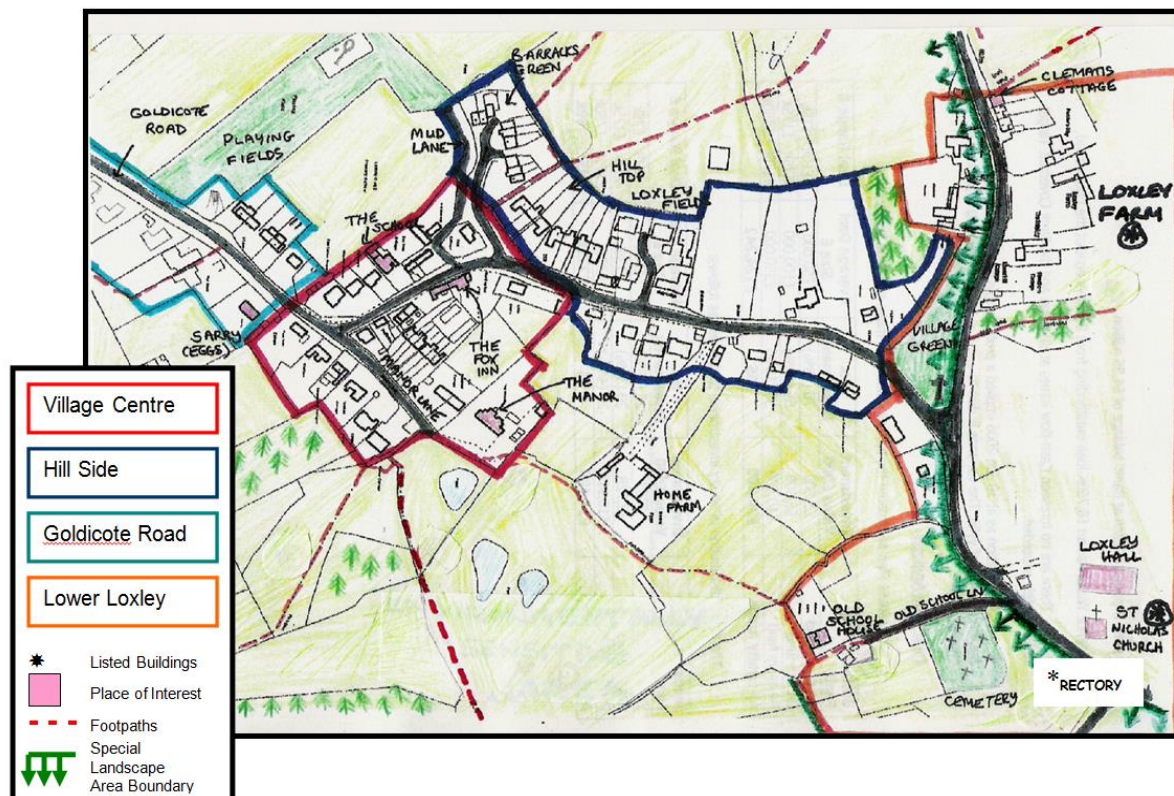 BARRACKS
GREEN
GOLDICOTE
ROAD
PLAYING
FIELDS
MUD
LANE
CLEMATIS
COTTAGE
HILL
TOP
LOXLEY
FIELDS
THE
SCHOOL
LOXLEY
FARM
SARRY
(EGGS)
THE
FOX
INN
MANOR LANE
THE
MANOR
VILLAGE
GREEN
HOME
FARM
OLD
SCHOOL
HOUSE
OLD SCHOOL LN
LOXLEY
HALL
ST
NICHOLAS
CHURCH
CEMETERY
*RECTORY
Village Centre
Hill Side
Goldicote Road
Lower Loxley
Listed Buildings
Place of Interest
Footpaths
Special
Landscape
Area Boundary